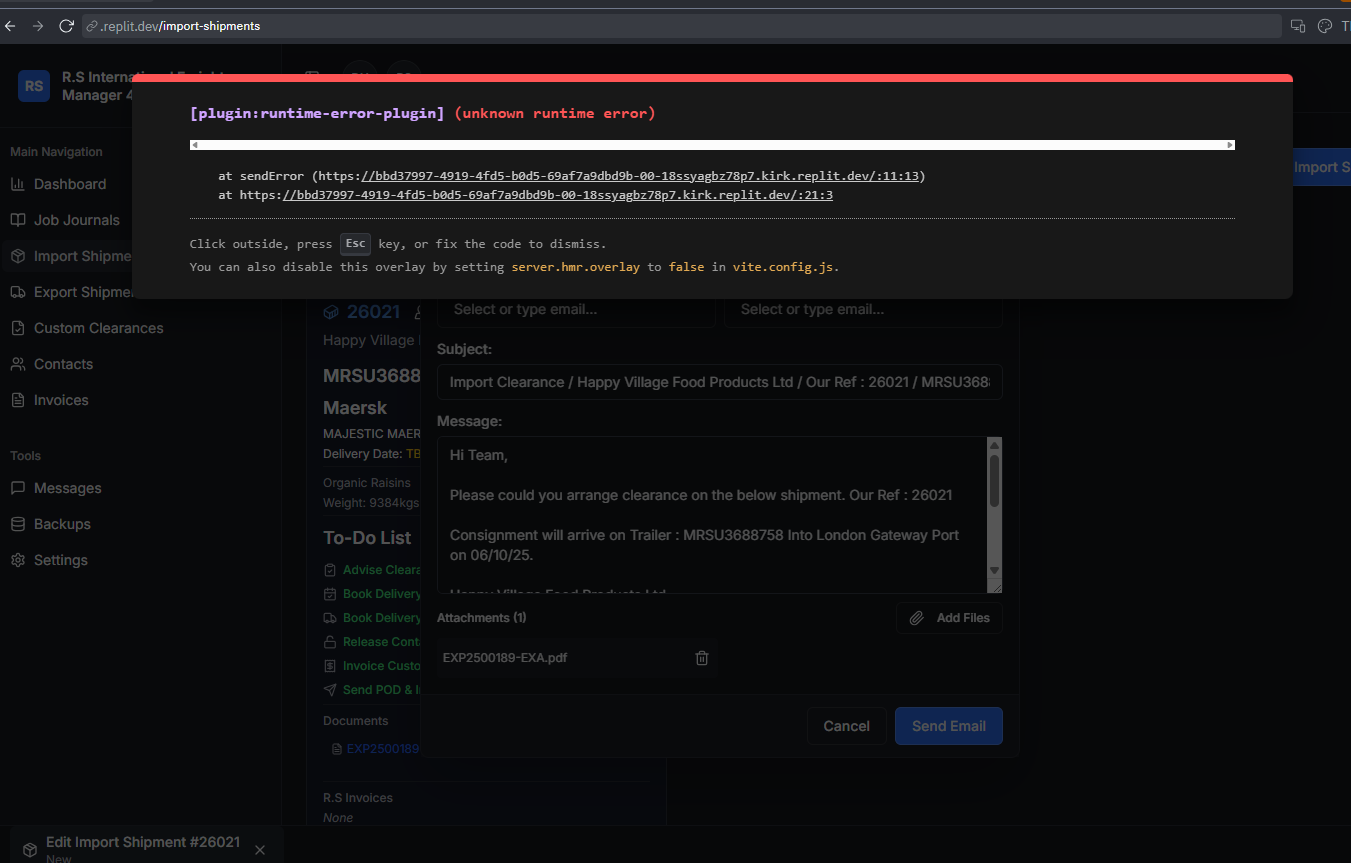 .replit.dev/import-shipments
RS
R.S International Freight
Manager 4
[plugin:runtime-error-plugin] (unknown runtime error)
at sendError (https://bbd37997-4919-4fd5-b0d5-69af7a9dbd9b-00-18ssyagbz78p7.kirk.replit.dev/:11:13)
at https://bbd37997-4919-4fd5-b0d5-69af7a9dbd9b-00-18ssyagbz78p7.kirk.replit.dev/:21:3
Click outside, press Esc key, or fix the code to dismiss.
You can also disable this overlay by setting server.hmr.overlay to false in vite.config.js.
Main Navigation
Dashboard
Job Journals
Import Shipme
Export Shipme
Custom Clearances
Contacts
Invoices
Tools
Messages
Backups
Settings
Import S
26021
Happy Village
MRSU3688
Maersk
MAJESTIC MAER
Delivery Date: TB
Organic Raisins
Weight: 9384kgs
To-Do List
Advise Cleara
Book Delivery
Book Delivery
Release Cont
Invoice Custo
Send POD & I
Documents
EXP2500189
R.S Invoices
None
Select or type email...
Select or type email...
Subject:
Import Clearance / Happy Village Food Products Ltd / Our Ref : 26021 / MRSU368
Message:
Hi Team,
Please could you arrange clearance on the below shipment. Our Ref : 26021
Consignment will arrive on Trailer : MRSU3688758 Into London Gateway Port
on 06/10/25.
Happy Village Food Products Ltd
Attachments (1)
Add Files
EXP2500189-EXA.pdf
Cancel
Send Email
Edit Import Shipment #26021
New